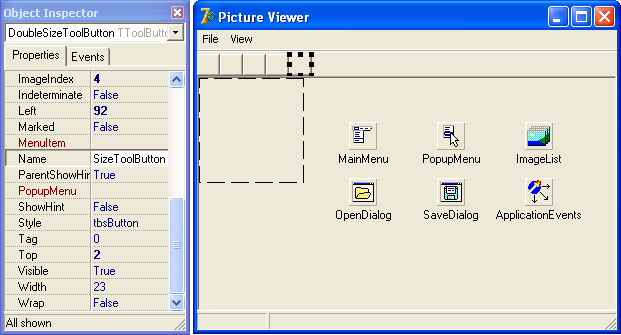 Object Inspector
DoubleSizeToolButton TToolButto
Properties Events
ImageIndex 4
Indeterminate False
Left 92
Marked False
MenuItem
Name SizeToolButton
ParentShowHin True
PopupMenu
ShowHint False
Style tbsButton
Tag 0
Top 2
Visible True
Width 23
Wrap False
All shown
7 Picture Viewer
File View
MainMenu PopupMenu ImageList
OpenDialog SaveDialog ApplicationEvents